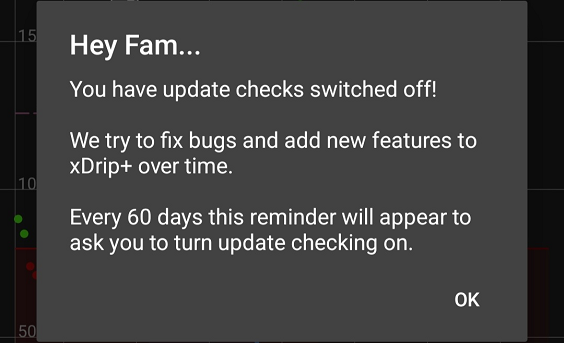 Hey Fam...
You have update checks switched off!
We try to fix bugs and add new features to
xDrip+ over time.
Every 60 days this reminder will appear to
ask you to turn update checking on.
OK
15
10
50